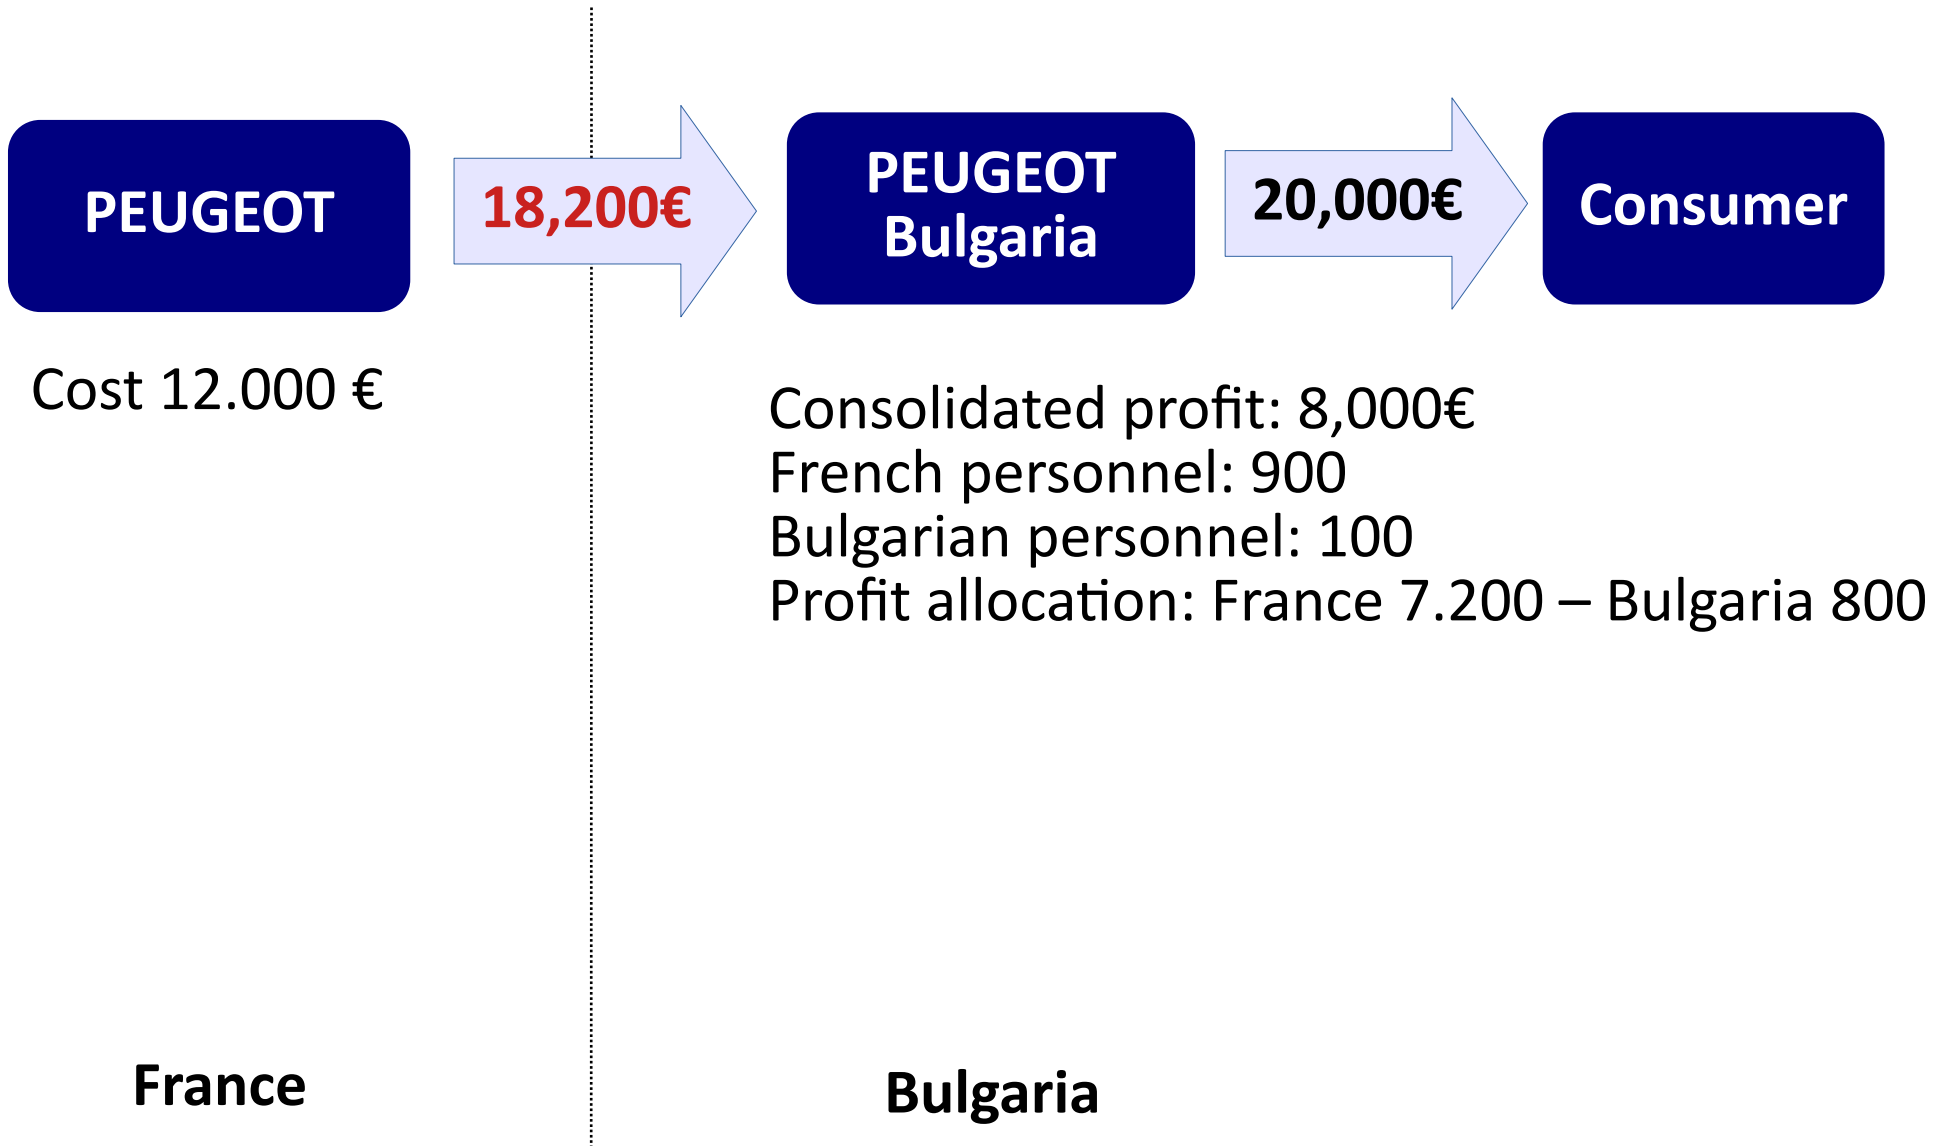 PEUGEOT
18,200€
PEUGEOT
Bulgaria
20,000€
Consumer
Cost 12.000 €
Consolidated profit: 8,000€
French personnel: 900
Bulgarian personnel: 100
Profit allocation: France 7.200 – Bulgaria 800
France
Bulgaria